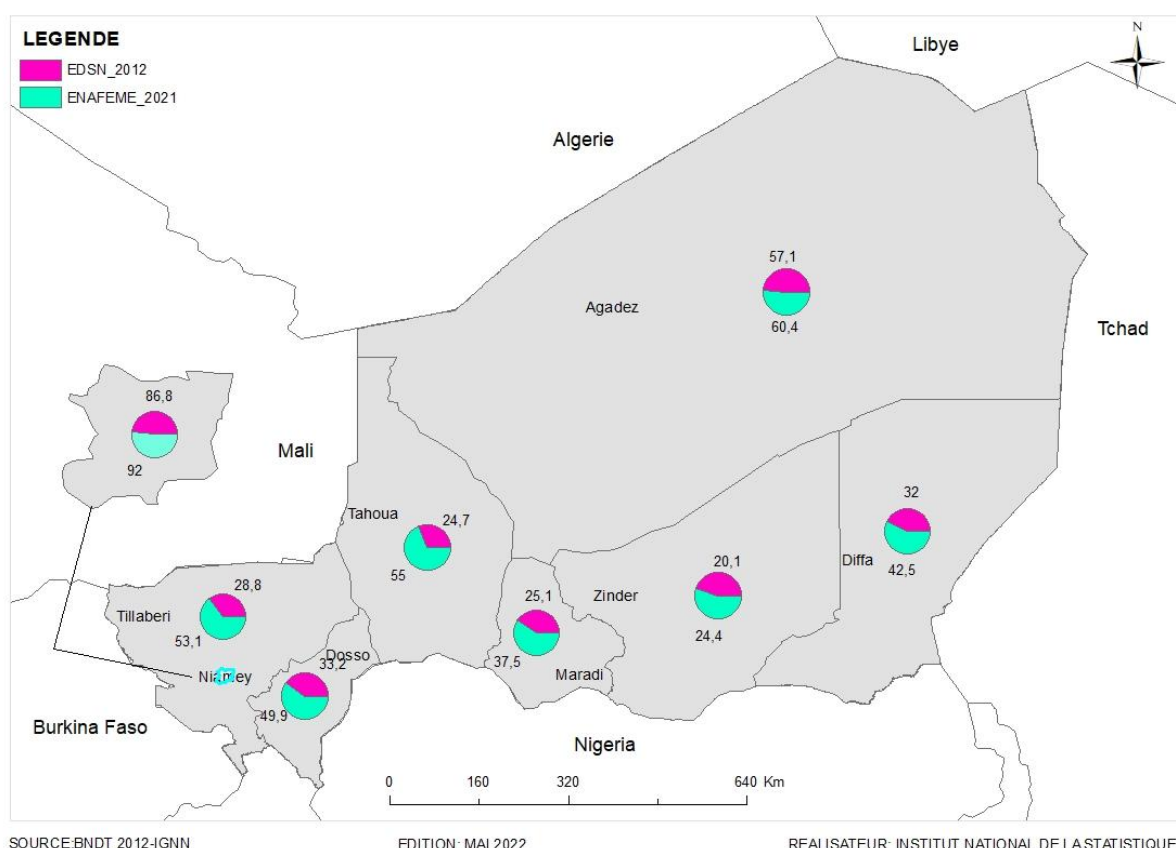 LEGENDE
EDSN_2012
ENAFEME_2021
N
Libye
Algerie
Tchad
57,1
Agadez
60,4
86,8
92
Mali
Tahoua
24,7
55
32
Diffa
42,5
20,1
Zinder
24,4
25,1
37,5
Maradi
28,8
Tillaberi
53,1
Niamey
Dosso
33,2
49,9
Burkina Faso
Nigeria
0 160 320 640 Km
SOURCE:BNDT 2012-IGNN EDITION: MAI 2022 REALISATEUR: INSTITUT NATIONAL DE LA STATISTIQUE